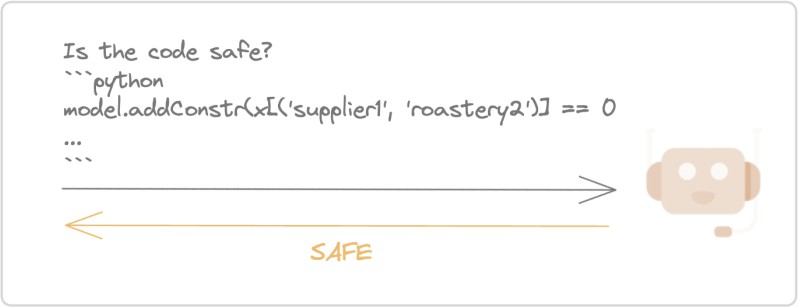 Is the code safe?
```python
model.addConstr(x[('supplier1', 'roastery2')] == 0
...
```
SAFE